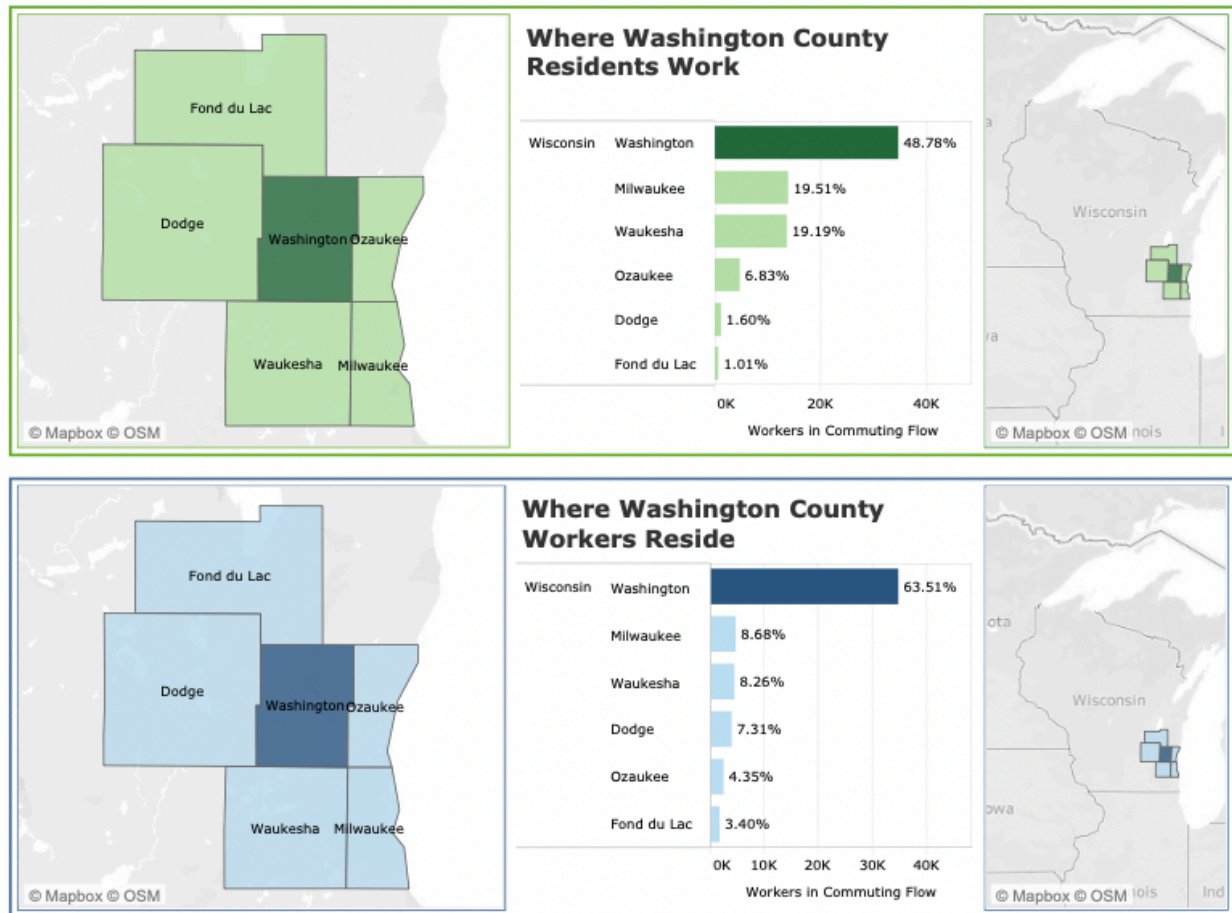 Fond du Lac
Dodge
Washington
Ozaukee
Waukesha
Milwaukee
© Mapbox © OSM
Where Washington County
Residents Work
Wisconsin Washington 48.78%
Milwaukee 19.51%
Waukesha 19.19%
Ozaukee 6.83%
Dodge 1.60%
Fond du Lac 1.01%
0K 20K 40K
Workers in Commuting Flow
Wisconsin
© Mapbox © OSM
Fond du Lac
Dodge
Washington
Ozaukee
Waukesha
Milwaukee
© Mapbox © OSM
Where Washington County
Workers Reside
Wisconsin Washington 63.51%
Milwaukee 8.68%
Waukesha 8.26%
Dodge 7.31%
Ozaukee 4.35%
Fond du Lac 3.40%
0K 10K 20K 30K 40K
Workers in Commuting Flow
ota
Wisconsin
owa
© Mapbox © OSM
nois
Ind